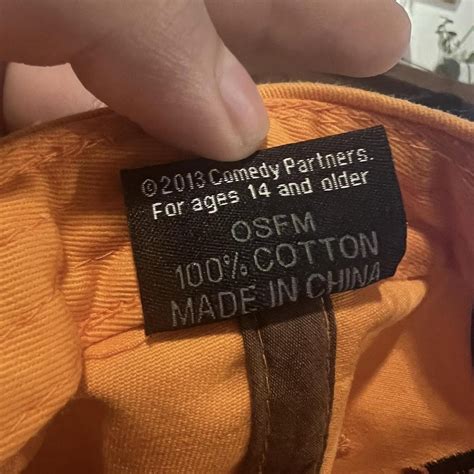 ©2013 Comedy Partners.
For ages 14 and older
OSFM
100% COTTON
MADE IN CHINA